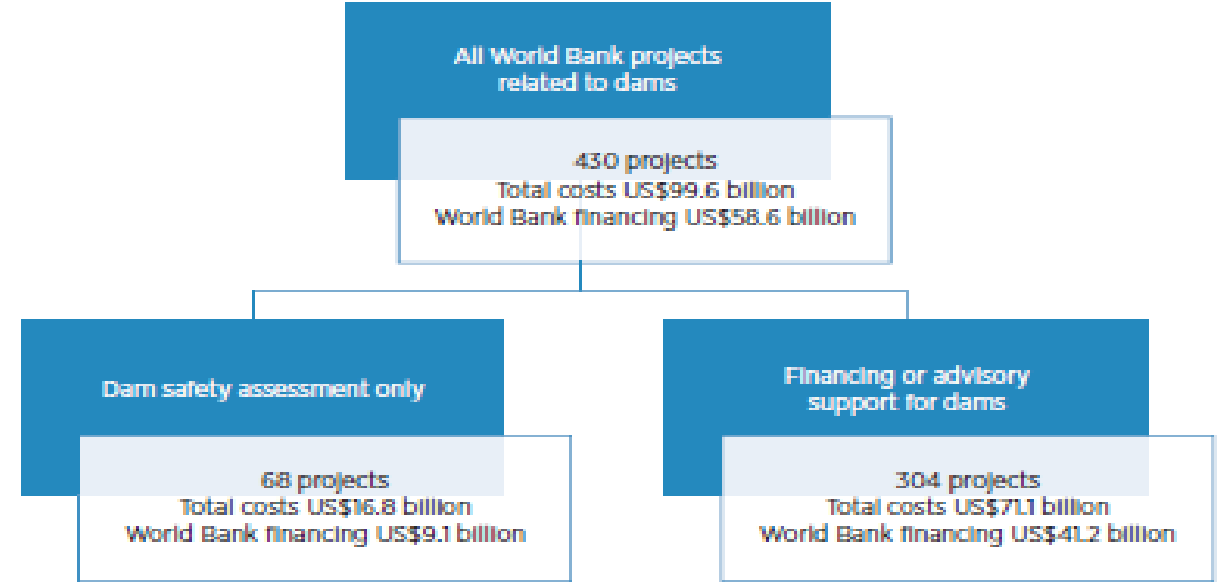 All World Bank projects
related to dams
430 projects
Total costs US$99.6 billion
World Bank financing US$58.6 billion
Dam safety assessment only
68 projects
Total costs US$16.8 billion
World Bank financing US$9.1 billion
Financing or advisory
support for dams
304 projects
Total costs US$71.1 billion
World Bank financing US$41.2 billion